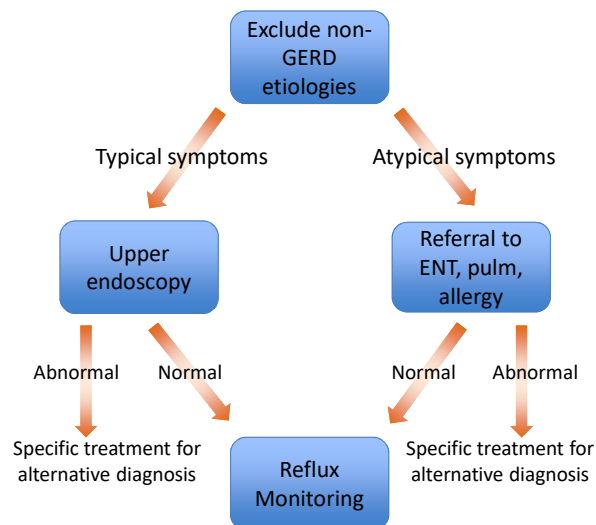 Exclude non-
GERD
etiologies
Typical symptoms
Atypical symptoms
Upper
endoscopy
Referral to
ENT, pulm,
allergy
Abnormal
Normal
Normal
Abnormal
Specific treatment for
alternative diagnosis
Reflux
Monitoring
Specific treatment for
alternative diagnosis